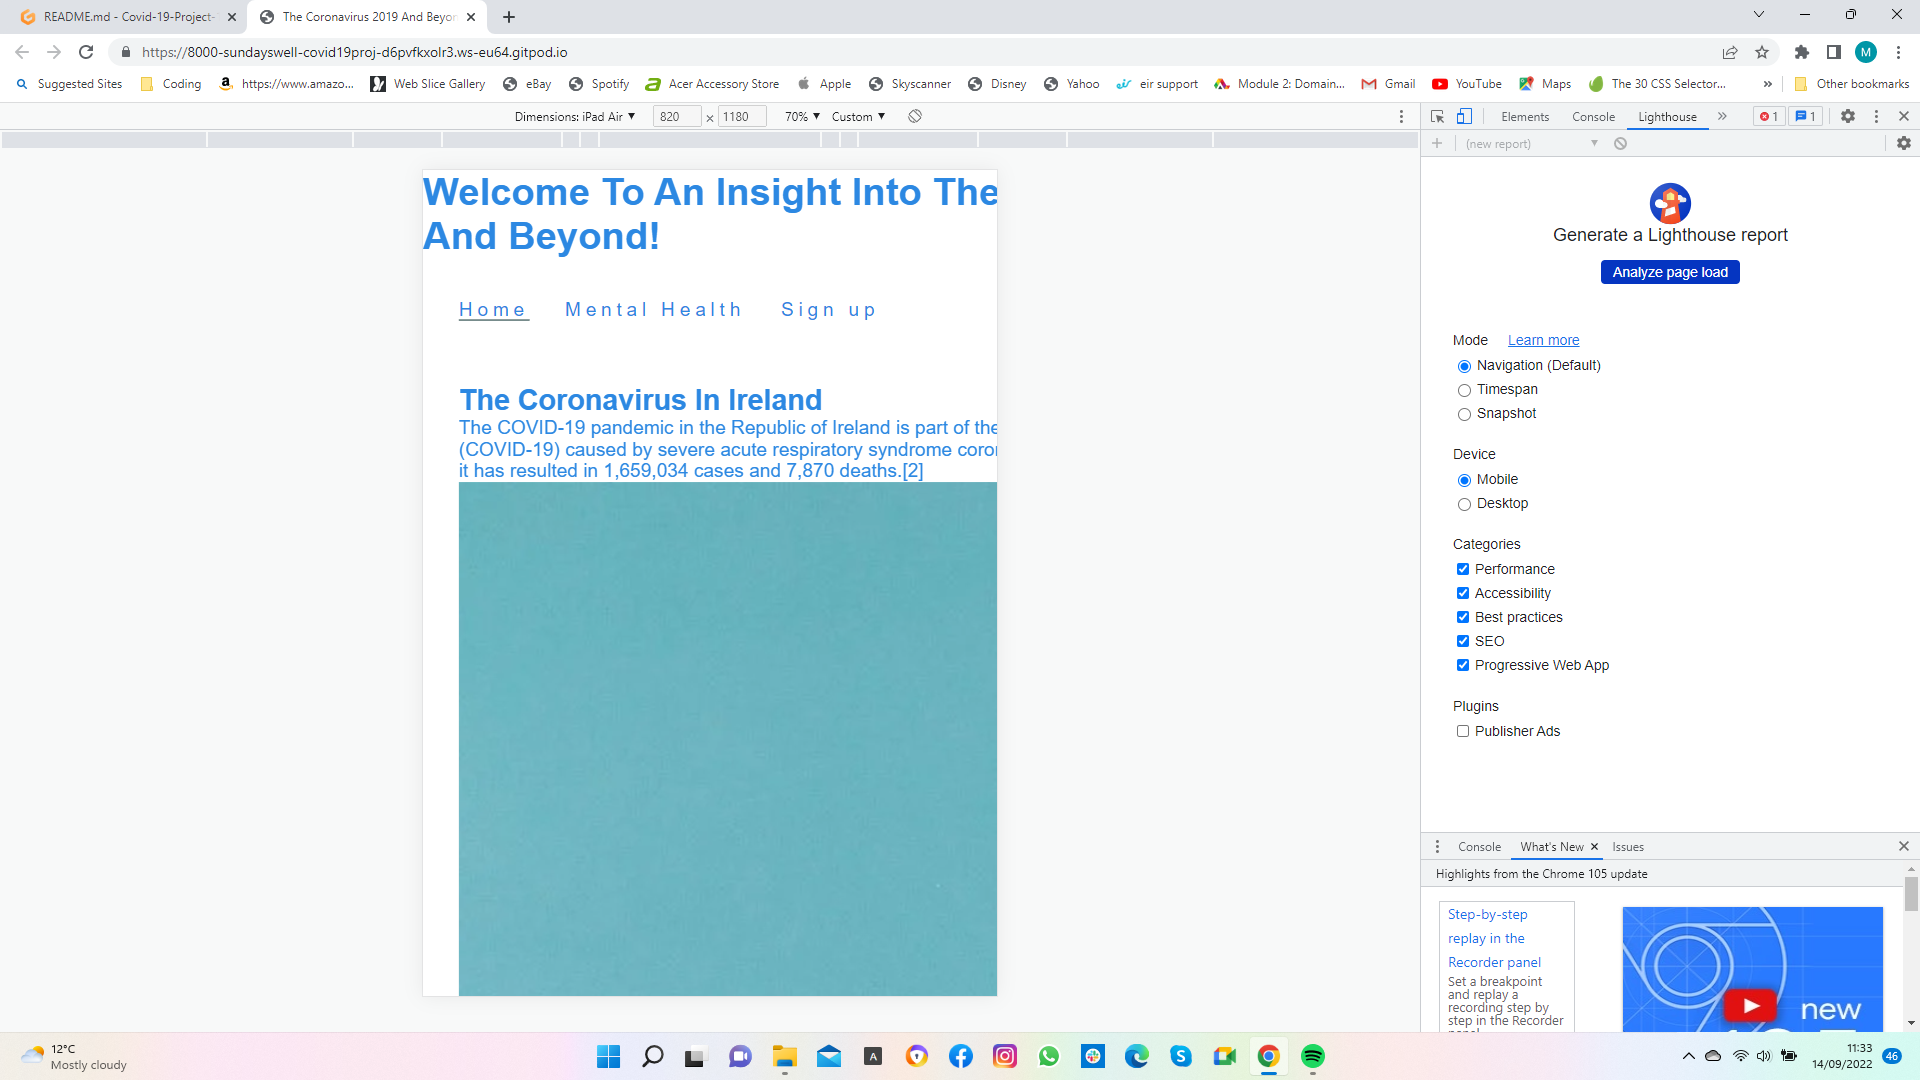 README.md - Covid-19-Project-
The Coronavirus 2019 And Beyon
https://8000-sundayswell-covid19proj-d6pvfkxolr3.ws-eu64.gitpod.io
M
Suggested Sites
Coding
https://www.amazo...
Web Slice Gallery
eBay
Spotify
Acer Accessory Store
Apple
Skyscanner
Disney
Yahoo
eir support
Module 2: Domain...
Gmail
YouTube
Maps
The 30 CSS Selector...
»
Other bookmarks
Dimensions: iPad Air
820
×
1180
70%
Custom
Elements
Console
Lighthouse
»
1
1
(new report)
Welcome To An Insight Into The
And Beyond!
Home
Mental Health
Sign up
The Coronavirus In Ireland
The COVID-19 pandemic in the Republic of Ireland is part of the
(COVID-19) caused by severe acute respiratory syndrome coro
it has resulted in 1,659,034 cases and 7,870 deaths.[2]
Generate a Lighthouse report
Analyze page load
Mode
Learn more
Navigation (Default)
Timespan
Snapshot
Device
Mobile
Desktop
Categories
Performance
Accessibility
Best practices
SEO
Progressive Web App
Plugins
Publisher Ads
Console
What's New
Issues
Highlights from the Chrome 105 update
Step-by-step
replay in the
Recorder panel
Set a breakpoint
and replay a
recording step by
step in the Recorder
new
12°C
Mostly cloudy
A
11:33
14/09/2022
46